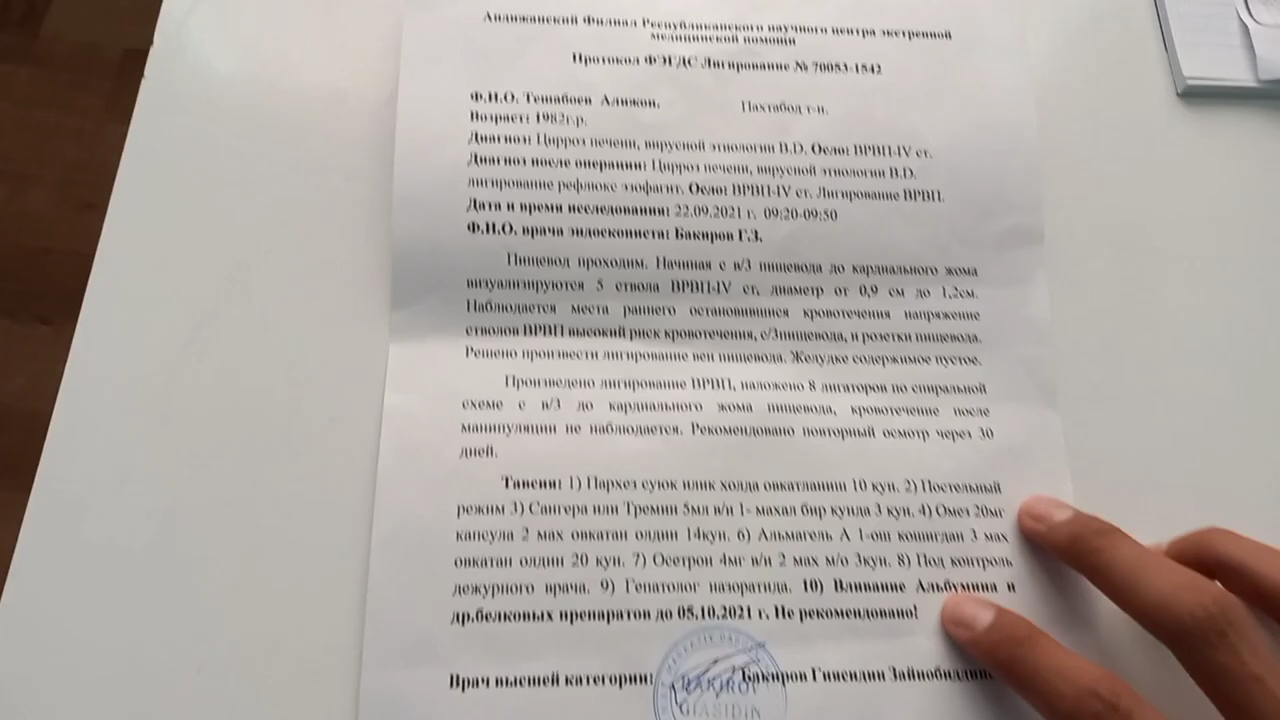 Андижанский Филиал Республиканского научного центра экстренной
медицинской помощи
Протокол ФЭГДС Лигирование № 70053-1542
Ф.И.О. Тешабоев Алижон. Пахтабод т-н.
Возраст: 1982г.р.
Диагноз: Цирроз печени, вирусной этиологии B.D. Осло: ВРВП-IV ст.
Диагноз после операции: Цирроз печени, вирусной этиологии B.D.
лигирование рефлюкс эзофагит. Осло: ВРВП-IV ст. Лигирование ВРВП.
Дата и время исследования: 22.09.2021 г. 09:20-09:50
Ф.И.О. врача эндоскописта: Бакиров Г.З.
Пищевод проходим. Начиная с в/3 пищевода до кардиального жома
визуализируются 5 ствола ВРВП-IV ст, диаметр от 0,9 см до 1,2см.
Наблюдается места раннего остановившися кровотечения напряжение
стволов ВРВП высокий риск кровотечения, с/3пищевода, н розетки пищевода.
Решено произвести лигирование вен пищевода. Желудке содержимое пустое.
Произведено лигирование ВРВП, наложено 8 лигаторов по спиральной
схеме с в/3 до кардиального жома пищевода, кровотечение после
манипуляции не наблюдается. Рекомендовано повторный осмотр через 30
дней.
Тавсия: 1) Пархез суюк илик холда овкатланиш 10 кун. 2) Постельный
режим 3) Сангера или Тремин 5мл в/и 1- махал бир кунда 3 кун. 4) Омез 20мг
капсула 2 мах овкатан олдин 14кун. 6) Альмагель А 1-ош кошигдан 3 мах
овкатан олдин 20 кун. 7) Осетрон 4мг в/и 2 мах м/о 3кун. 8) Под контроль
дежурного врача. 9) Гепатолог назоратида. 10) Вливание Альбумина и
др.белковых препаратов до 05.10.2021 г. Не рекомендовано!
Врач высшей категории: Бакиров Гиясидин Зайнобиддин
BAKIROV
GIASIDIN